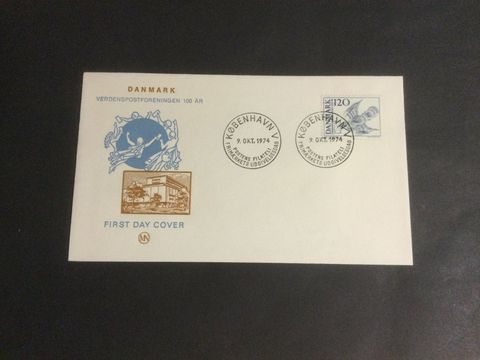 DANMARK
VERDENSPOSTFORENINGEN 100 ÅR
FIRST DAY COVER
KØBENHAVN V
9. OKT. 1974
POSTENS FILATELI
FRIMÆRKETS UDGIVELSESDAG
KØBENHAVN V
9. OKT. 1974
POSTENS FILATELI
FRIMÆRKETS UDGIVELSESDAG
DANMARK
120